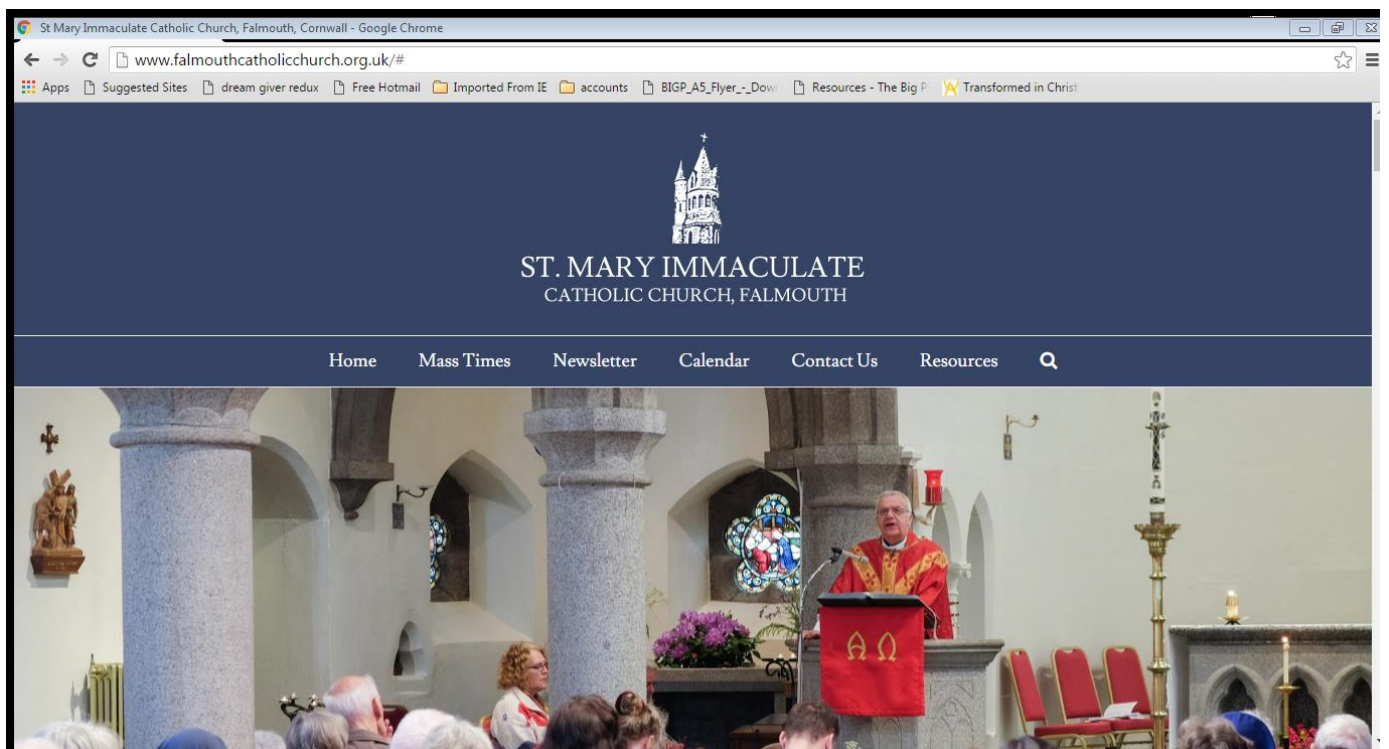 St Mary Immaculate Catholic Church, Falmouth, Cornwall - Google Chrome
www.falmouthcatholicchurch.org.uk/#
Apps Suggested Sites dream giver redux Free Hotmail Imported From IE accounts BIGP_A5_Flyer_-_Dow Resources - The Big P Transformed in Christ
ST. MARY IMMACULATE
CATHOLIC CHURCH, FALMOUTH
Home Mass Times Newsletter Calendar Contact Us Resources
Α Ω